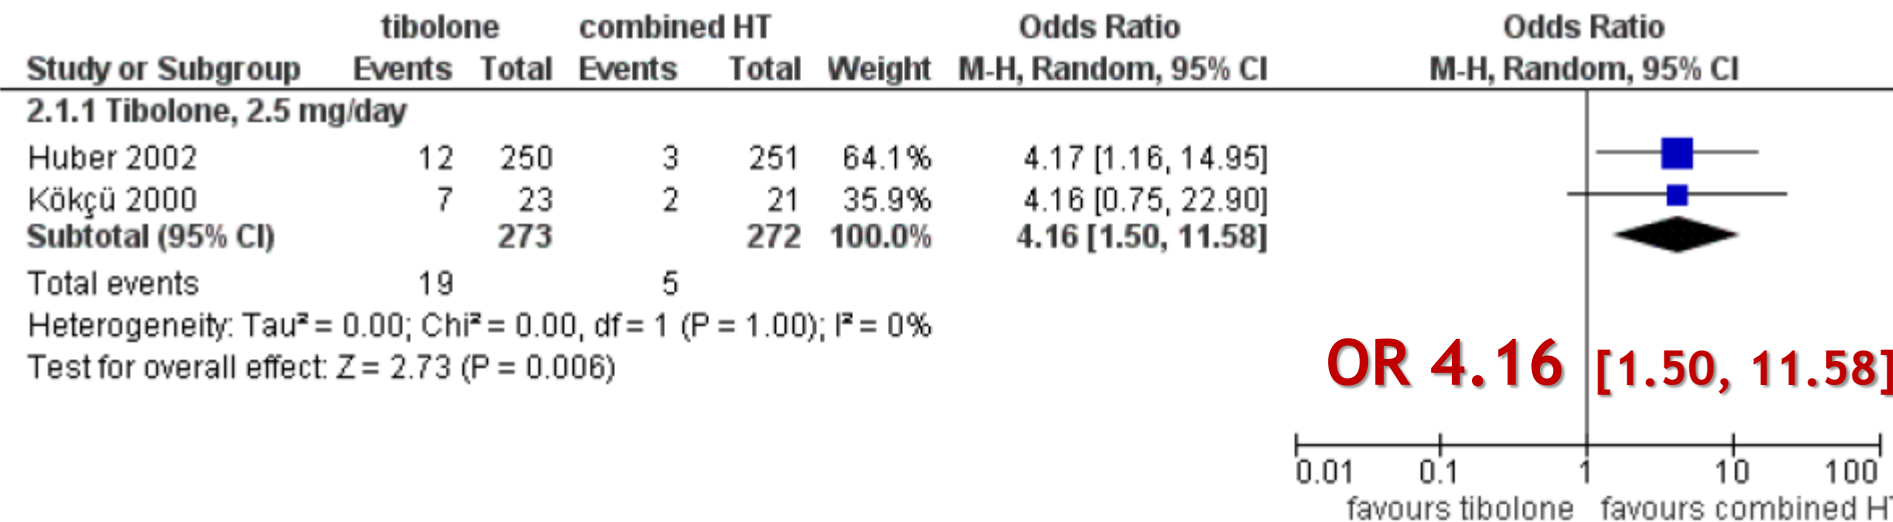 tibolone combined HT Odds Ratio Odds Ratio
Study or Subgroup Events Total Events Total Weight M-H, Random, 95% CI M-H, Random, 95% CI
2.1.1 Tibolone, 2.5 mg/day
Huber 2002 12 250 3 251 64.1% 4.17 [1.16, 14.95]
Kökçü 2000 7 23 2 21 35.9% 4.16 [0.75, 22.90]
Subtotal (95% CI) 273 272 100.0% 4.16 [1.50, 11.58]
Total events 19 5
Heterogeneity: Tau² = 0.00; Chi² = 0.00, df = 1 (P = 1.00); I² = 0%
Test for overall effect: Z = 2.73 (P = 0.006)
OR 4.16 [1.50, 11.58]
0.01 0.1 1 10 100
favours tibolone favours combined H